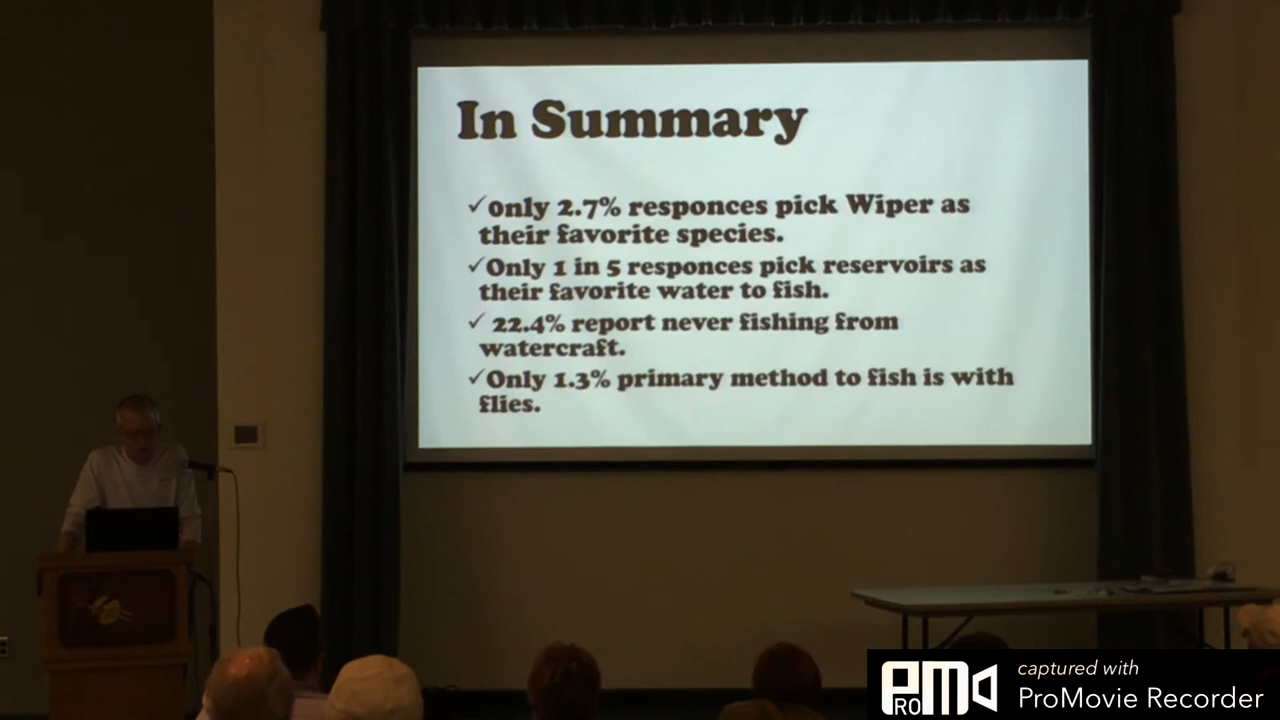 In Summary
✓only 2.7% responces pick Wiper as
their favorite species.
✓Only 1 in 5 responces pick reservoirs as
their favorite water to fish.
✓ 22.4% report never fishing from
watercraft.
✓Only 1.3% primary method to fish is with
flies.
PRO M
captured with
ProMovie Recorder